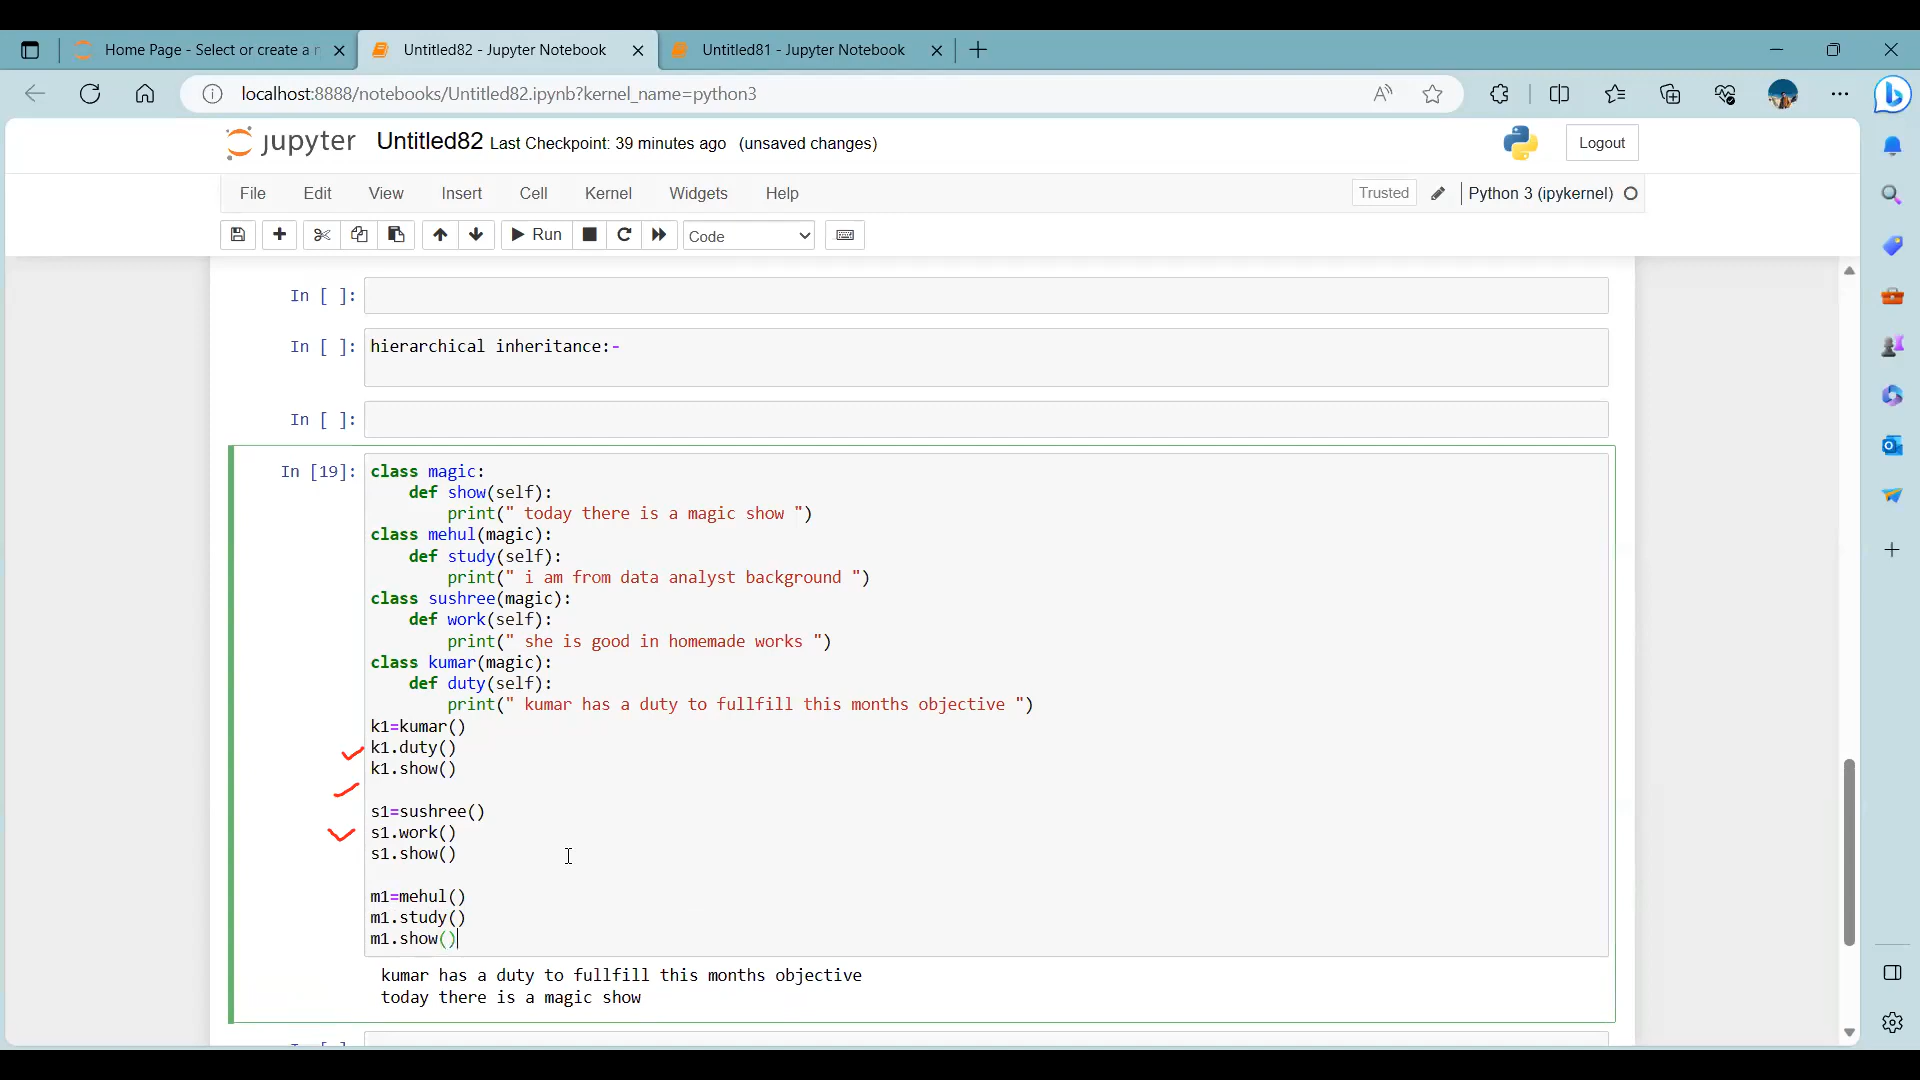 Home Page - Select or create a n
Untitled82 - Jupyter Notebook
Untitled81 - Jupyter Notebook
localhost:8888/notebooks/Untitled82.ipynb?kernel_name=python3
jupyter Untitled82 Last Checkpoint: 39 minutes ago (unsaved changes)
Logout
File Edit View Insert Cell Kernel Widgets Help
Trusted Python 3 (ipykernel)
Run Code
In [ ]:
In [ ]: hierarchical inheritance:-
In [ ]:
In [19]: class magic:
    def show(self):
        print(" today there is a magic show ")
class mehul(magic):
    def study(self):
        print(" i am from data analyst background ")
class sushree(magic):
    def work(self):
        print(" she is good in homemade works ")
class kumar(magic):
    def duty(self):
        print(" kumar has a duty to fullfill this months objective ")
k1=kumar()
k1.duty()
k1.show()
s1=sushree()
s1.work()
s1.show()
m1=mehul()
m1.study()
m1.show()
kumar has a duty to fullfill this months objective
today there is a magic show